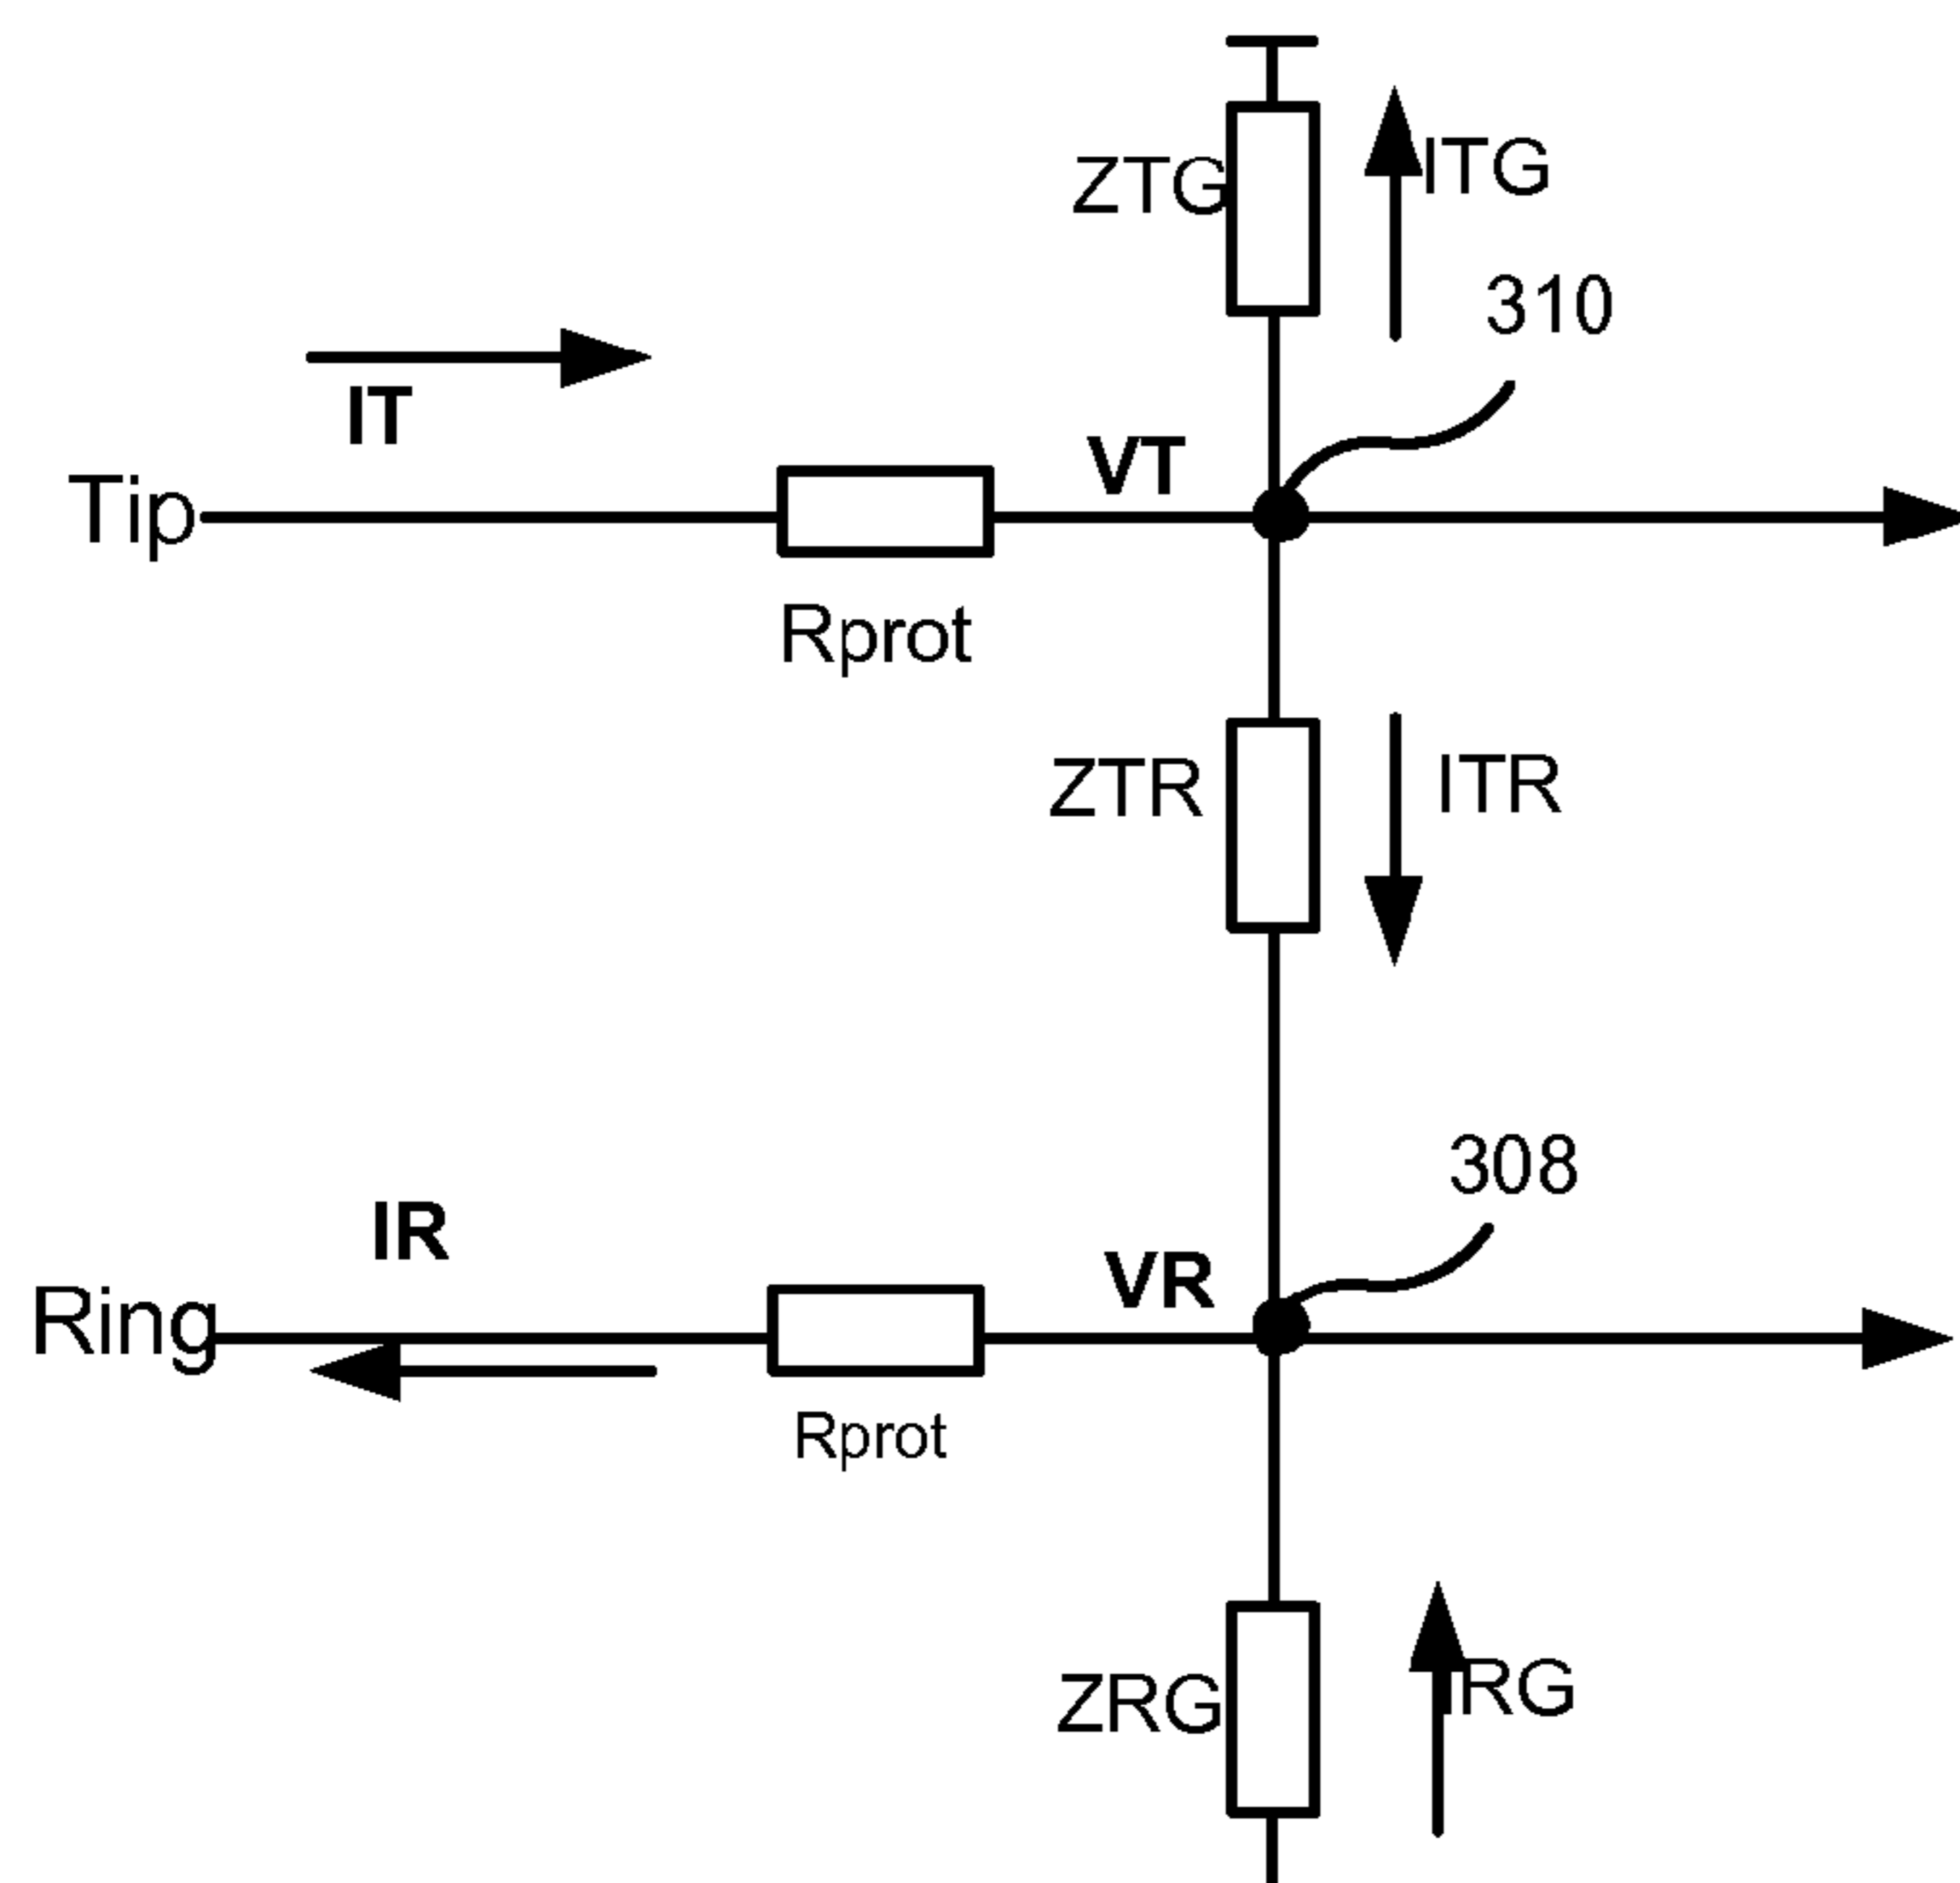 ZTG
ITG
310
IT
VT
Tip
Rprot
ZTR
ITR
308
IR
VR
Ring
Rprot
ZRG
IRG